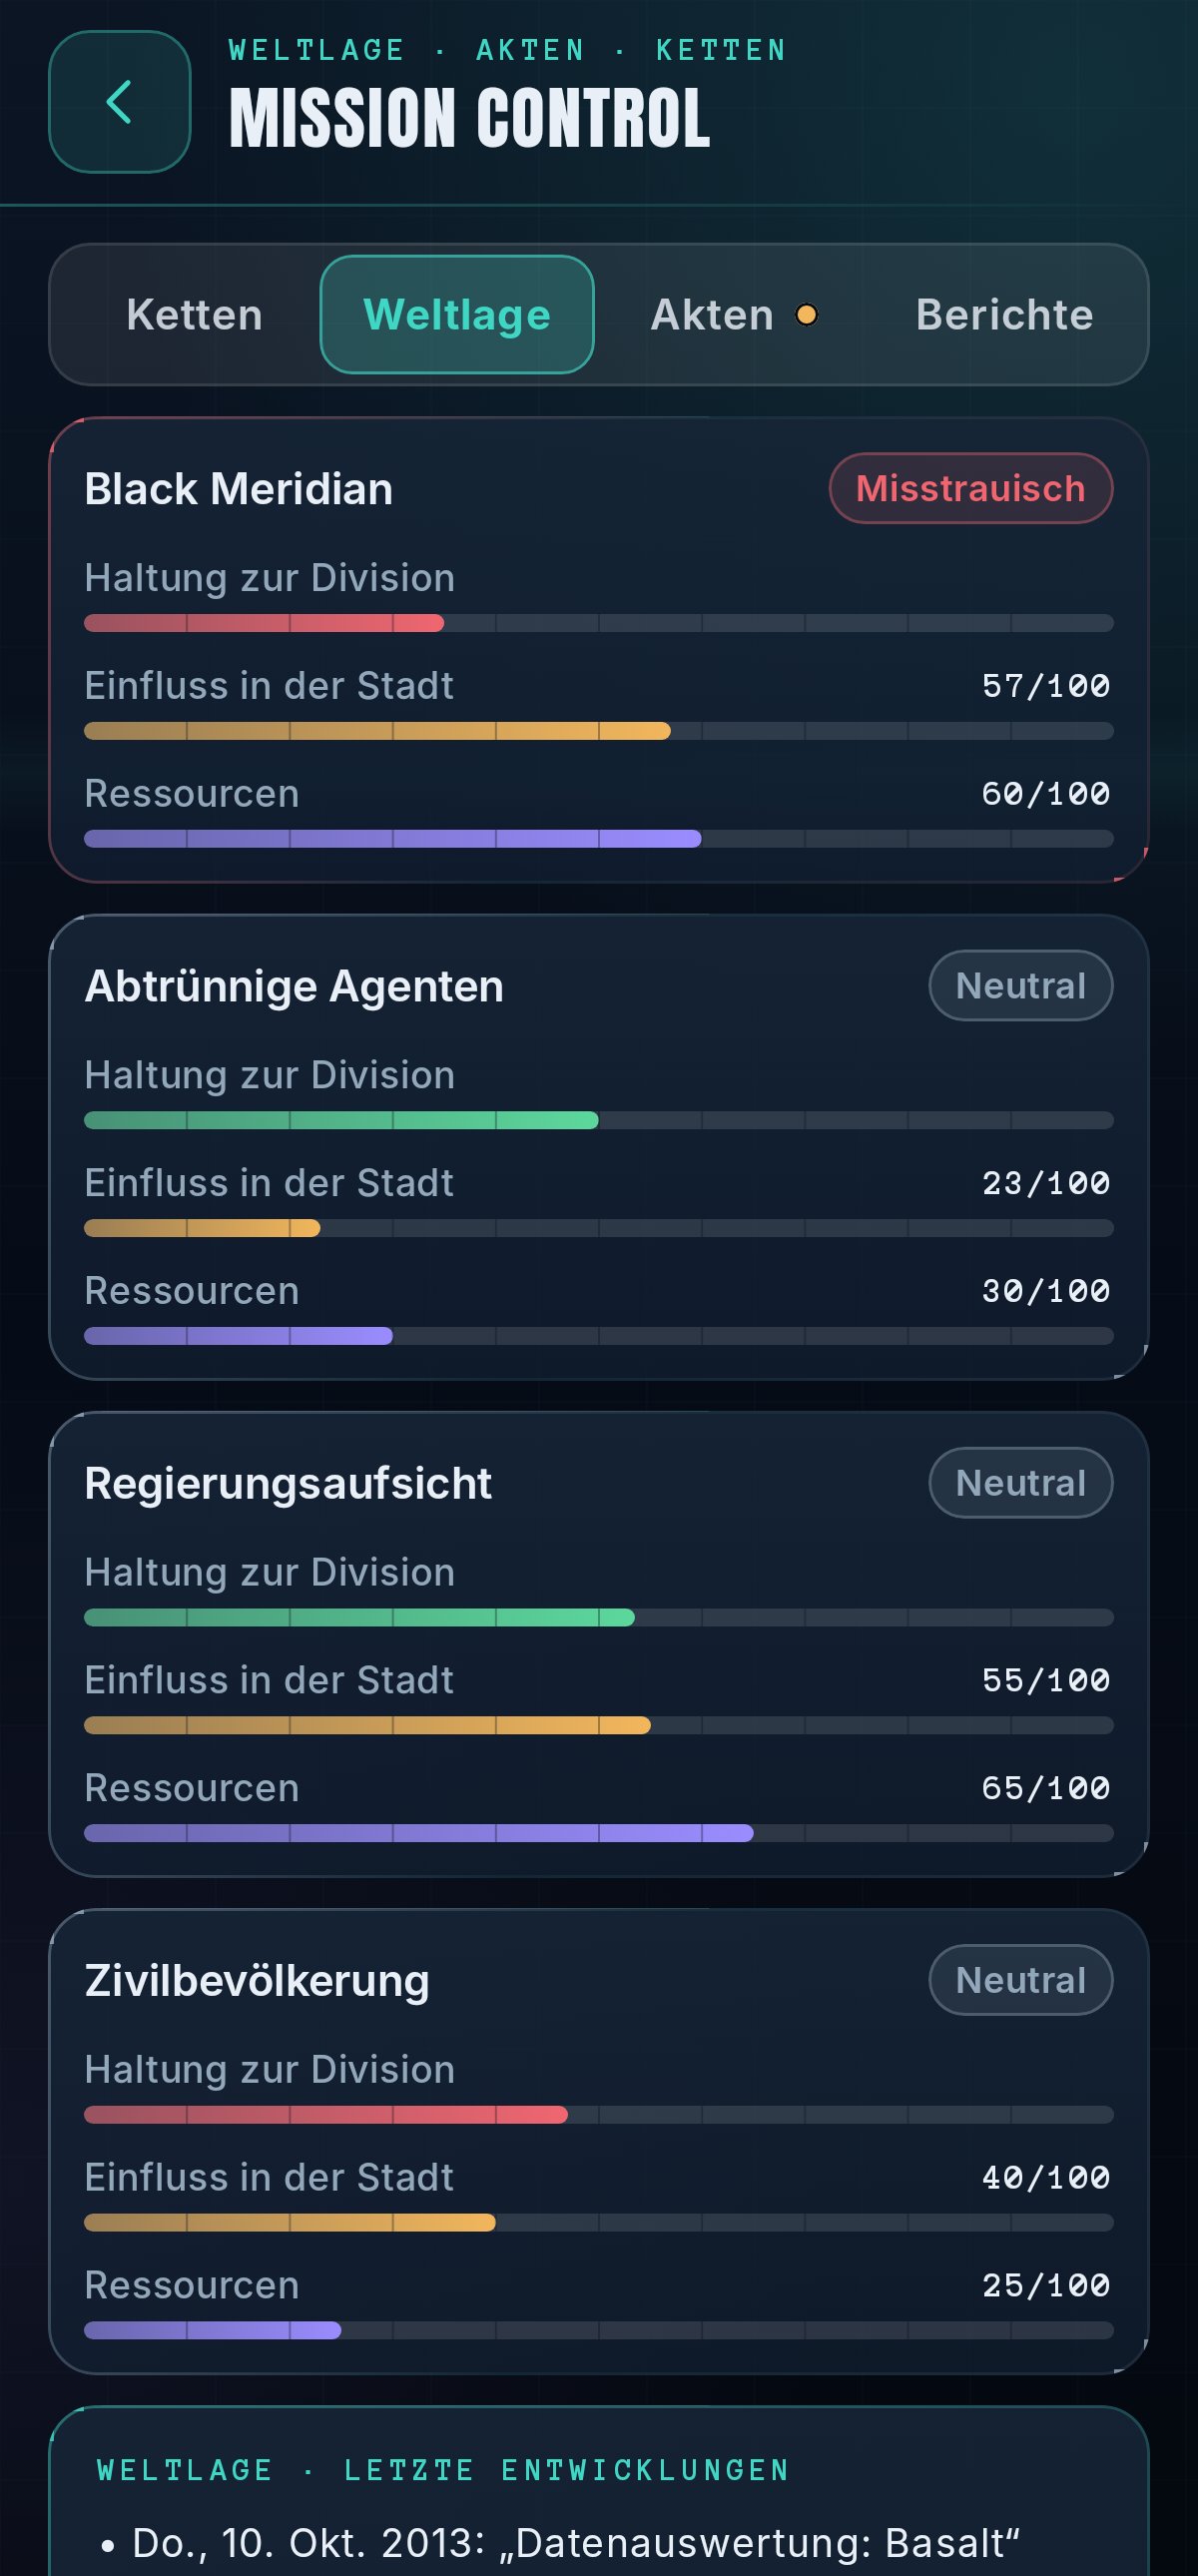 WELTLAGE · AKTEN · KETTEN
MISSION CONTROL
Ketten
Weltlage
Akten
Berichte
Black Meridian
Misstrauisch
Haltung zur Division
Einfluss in der Stadt
57/100
Ressourcen
60/100
Abtrünnige Agenten
Neutral
Haltung zur Division
Einfluss in der Stadt
23/100
Ressourcen
30/100
Regierungsaufsicht
Neutral
Haltung zur Division
Einfluss in der Stadt
55/100
Ressourcen
65/100
Zivilbevölkerung
Neutral
Haltung zur Division
Einfluss in der Stadt
40/100
Ressourcen
25/100
WELTLAGE · LETZTE ENTWICKLUNGEN
• Do., 10. Okt. 2013: „Datenauswertung: Basalt“